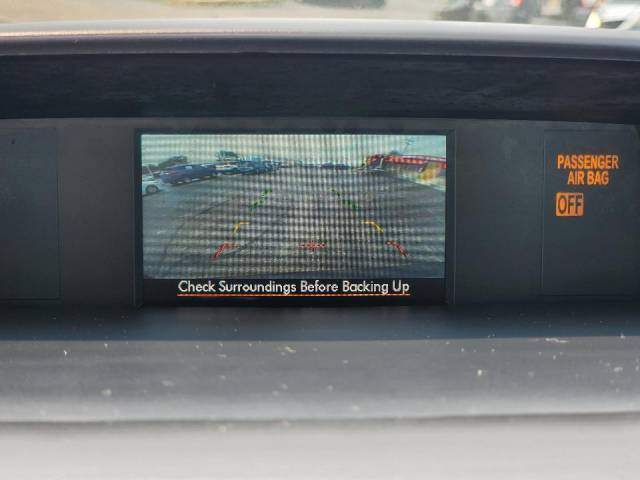 Check Surroundings Before Backing Up
PASSENGER
AIR BAG
OFF